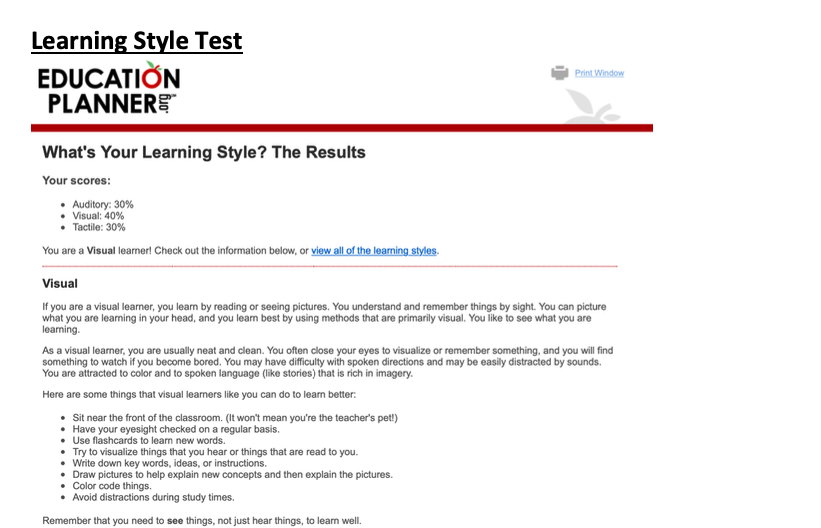 Learning Style Test
EDUCATION
PLANNER.org™
Print Window
What's Your Learning Style? The Results
Your scores:
• Auditory: 30%
• Visual: 40%
• Tactile: 30%
You are a Visual learner! Check out the information below, or view all of the learning styles.
Visual
If you are a visual learner, you learn by reading or seeing pictures. You understand and remember things by sight. You can picture
what you are learning in your head, and you learn best by using methods that are primarily visual. You like to see what you are
learning.
As a visual learner, you are usually neat and clean. You often close your eyes to visualize or remember something, and you will find
something to watch if you become bored. You may have difficulty with spoken directions and may be easily distracted by sounds.
You are attracted to color and to spoken language (like stories) that is rich in imagery.
Here are some things that visual learners like you can do to learn better:
• Sit near the front of the classroom. (It won't mean you're the teacher's pet!)
• Have your eyesight checked on a regular basis.
• Use flashcards to learn new words.
• Try to visualize things that you hear or things that are read to you.
• Write down key words, ideas, or instructions.
• Draw pictures to help explain new concepts and then explain the pictures.
• Color code things.
• Avoid distractions during study times.
Remember that you need to see things, not just hear things, to learn well.